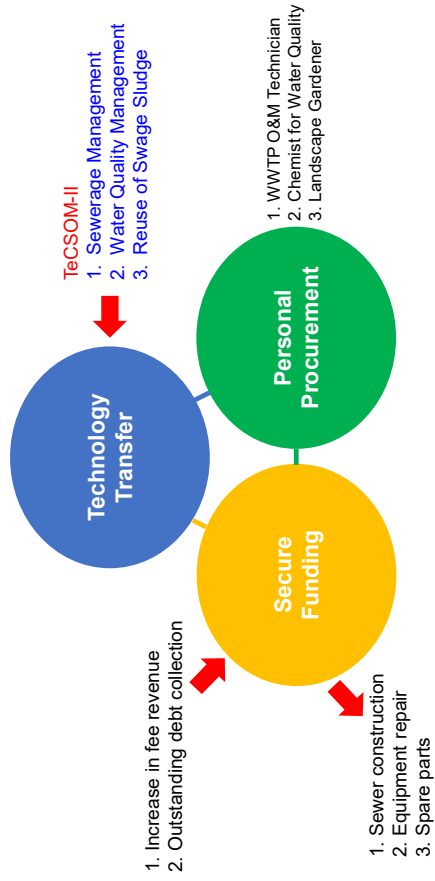 TeCSOM-II
1. Sewerage Management
2. Water Quality Management
3. Reuse of Swage Sludge
Technology
Transfer
1. Increase in fee revenue
2. Outstanding debt collection
Secure
Funding
Personal
Procurement
1. WWTP O&M Technician
2. Chemist for Water Quality
3. Landscape Gardener
1. Sewer construction
2. Equipment repair
3. Spare parts